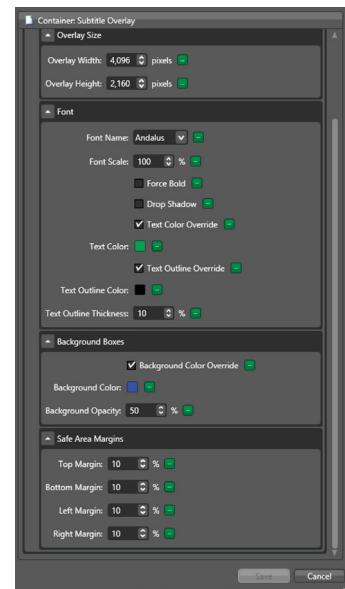 Container: Subtitle Overlay
Overlay Size
Overlay Width: 4,096 pixels
Overlay Height: 2,160 pixels
Font
Font Name: Andalus
Font Scale: 100 %
Force Bold
Drop Shadow
Text Color Override
Text Color:
Text Outline Override
Text Outline Color:
Text Outline Thickness: 10 %
Background Boxes
Background Color Override
Background Color:
Background Opacity: 50 %
Safe Area Margins
Top Margin: 10 %
Bottom Margin: 10 %
Left Margin: 10 %
Right Margin: 10 %
Save Cancel